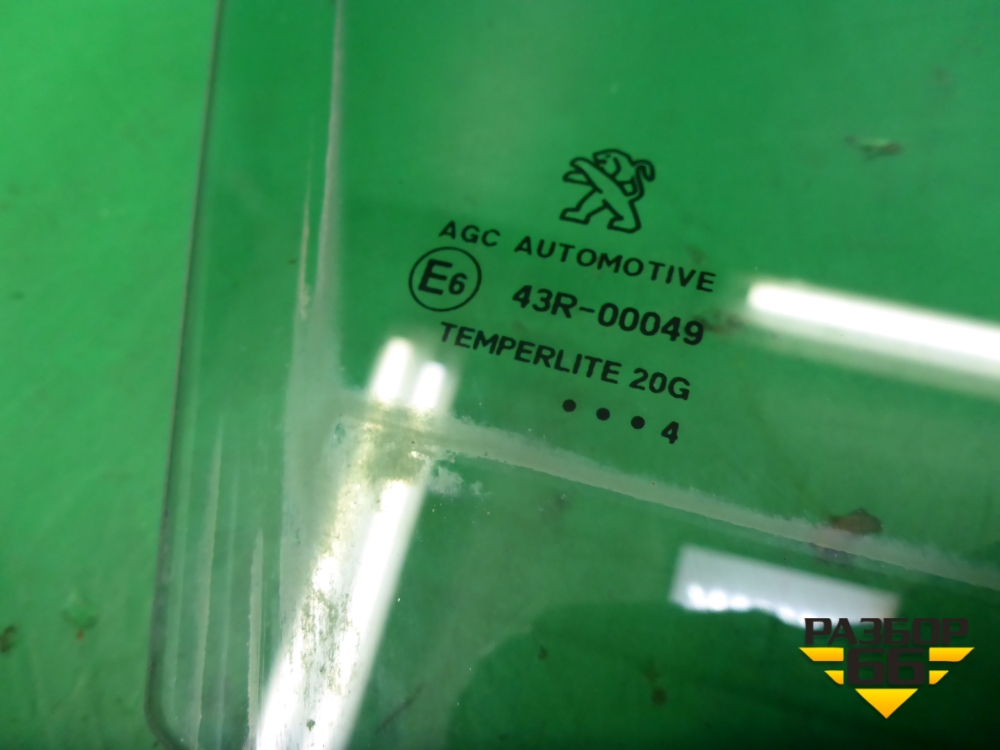 AGC AUTOMOTIVE
E6 43R-00049
TEMPERLITE 20G
• • • 4
РАЗБОР
66